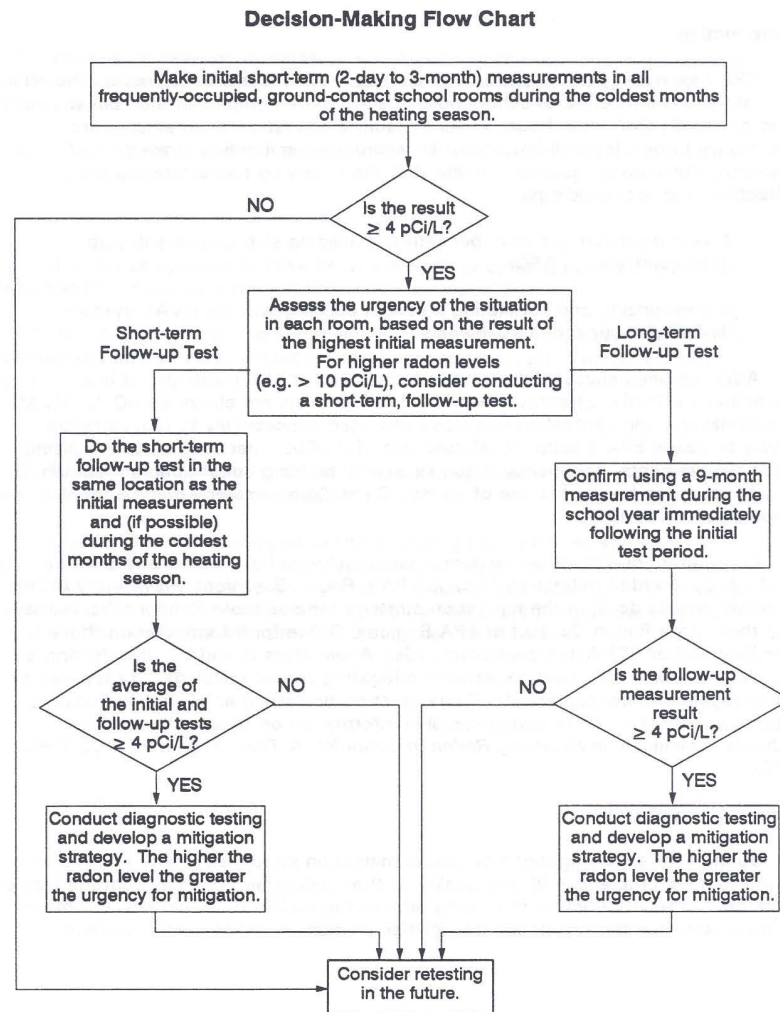 Decision-Making Flow Chart
Make initial short-term (2-day to 3-month) measurements in all
frequently-occupied, ground-contact school rooms during the coldest months
of the heating season.
NO
Is the result
≥ 4 pCi/L?
YES
Assess the urgency of the situation
in each room, based on the result of
the highest initial measurement.
For higher radon levels
(e.g. > 10 pCi/L), consider conducting
a short-term, follow-up test.
Short-term
Follow-up Test
Long-term
Follow-up Test
Do the short-term
follow-up test in the
same location as the
initial measurement
and (if possible)
during the coldest
months of the heating
season.
Confirm using a 9-month
measurement during the
school year immediately
following the initial
test period.
Is the
average of
the initial and
follow-up tests
≥ 4 pCi/L?
NO
NO
Is the follow-up
measurement
result
≥ 4 pCi/L?
YES
YES
Conduct diagnostic testing
and develop a mitigation
strategy. The higher the
radon level the greater
the urgency for mitigation.
Conduct diagnostic testing
and develop a mitigation
strategy. The higher the
radon level the greater
the urgency for mitigation.
Consider retesting
in the future.